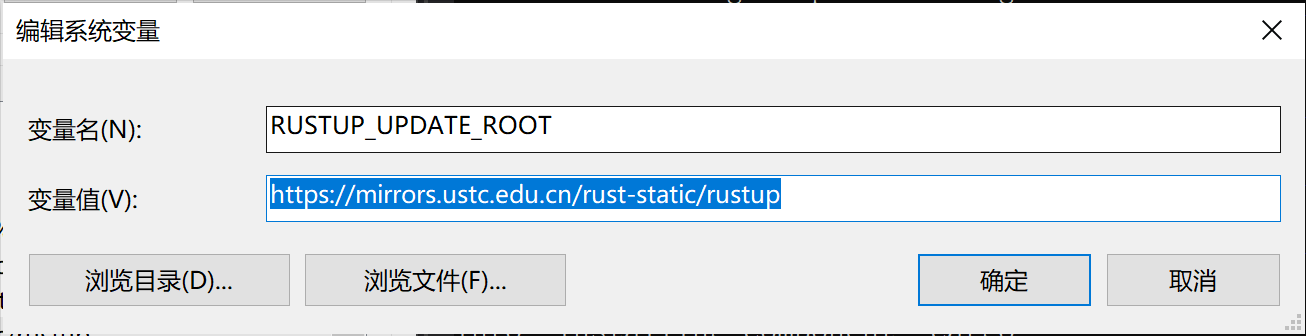 编辑系统变量
变量名(N):
RUSTUP_UPDATE_ROOT
变量值(V):
https://mirrors.ustc.edu.cn/rust-static/rustup
浏览目录(D)...
浏览文件(F)...
确定
取消